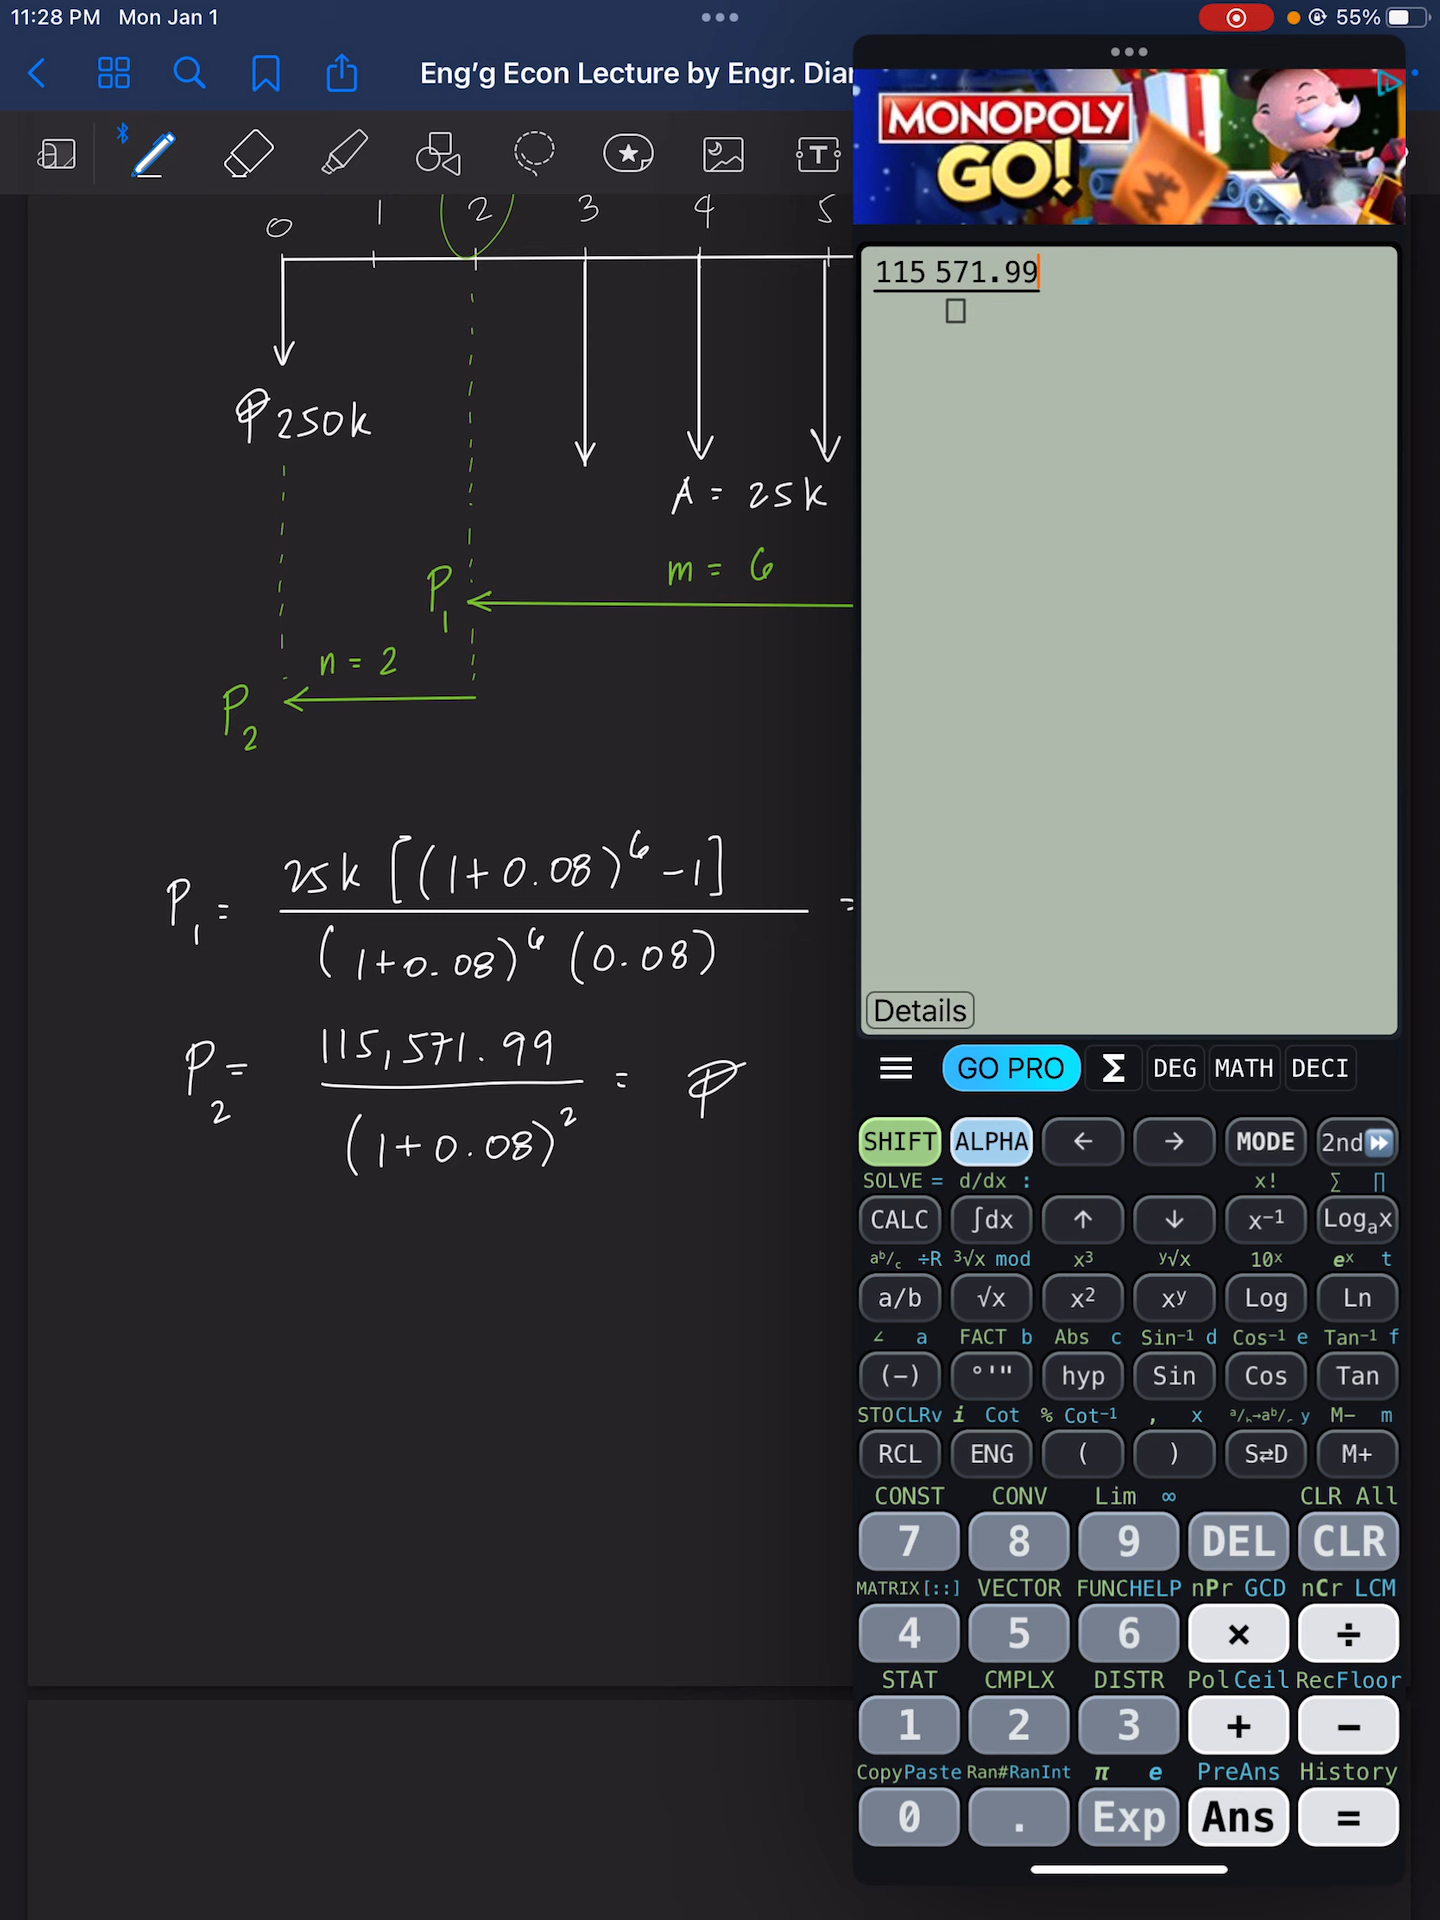 11:28 PM Mon Jan 1
55%
Eng'g Econ Lecture by Engr. Diar
T
MONOPOLY
GO!
0 1 2 3 4 5
₱250k
A = 25k
m = 6
P1
n = 2
P2
P1 = 25k [(1+0.08)^6 -1] =
(1+0.08)^6 (0.08)
P2 = 115,571.99 = ₱
(1+0.08)^2
115 571.99
Details
GO PRO Σ DEG MATH DECI
SHIFT ALPHA ← → MODE 2nd
SOLVE = d/dx : x! ∑ ∏
CALC ∫dx ↑ ↓ x⁻¹ Logₐx
aᵇ/c ÷R ³√x mod x³ ʸ√x 10ˣ eˣ t
a/b √x x² xʸ Log Ln
∠ a FACT b Abs c Sin⁻¹ d Cos⁻¹ e Tan⁻¹ f
(−) °'" hyp Sin Cos Tan
STO CLRv i Cot % Cot⁻¹ , x y M− m
RCL ENG ( ) S⇄D M+
CONST CONV Lim ∞ CLR All
7 8 9 DEL CLR
MATRIX [::] VECTOR FUNC HELP nPr GCD nCr LCM
4 5 6 × ÷
STAT CMPLX DISTR Pol Ceil Rec Floor
1 2 3 + −
Copy Paste Ran# RanInt π e PreAns History
0 . Exp Ans =